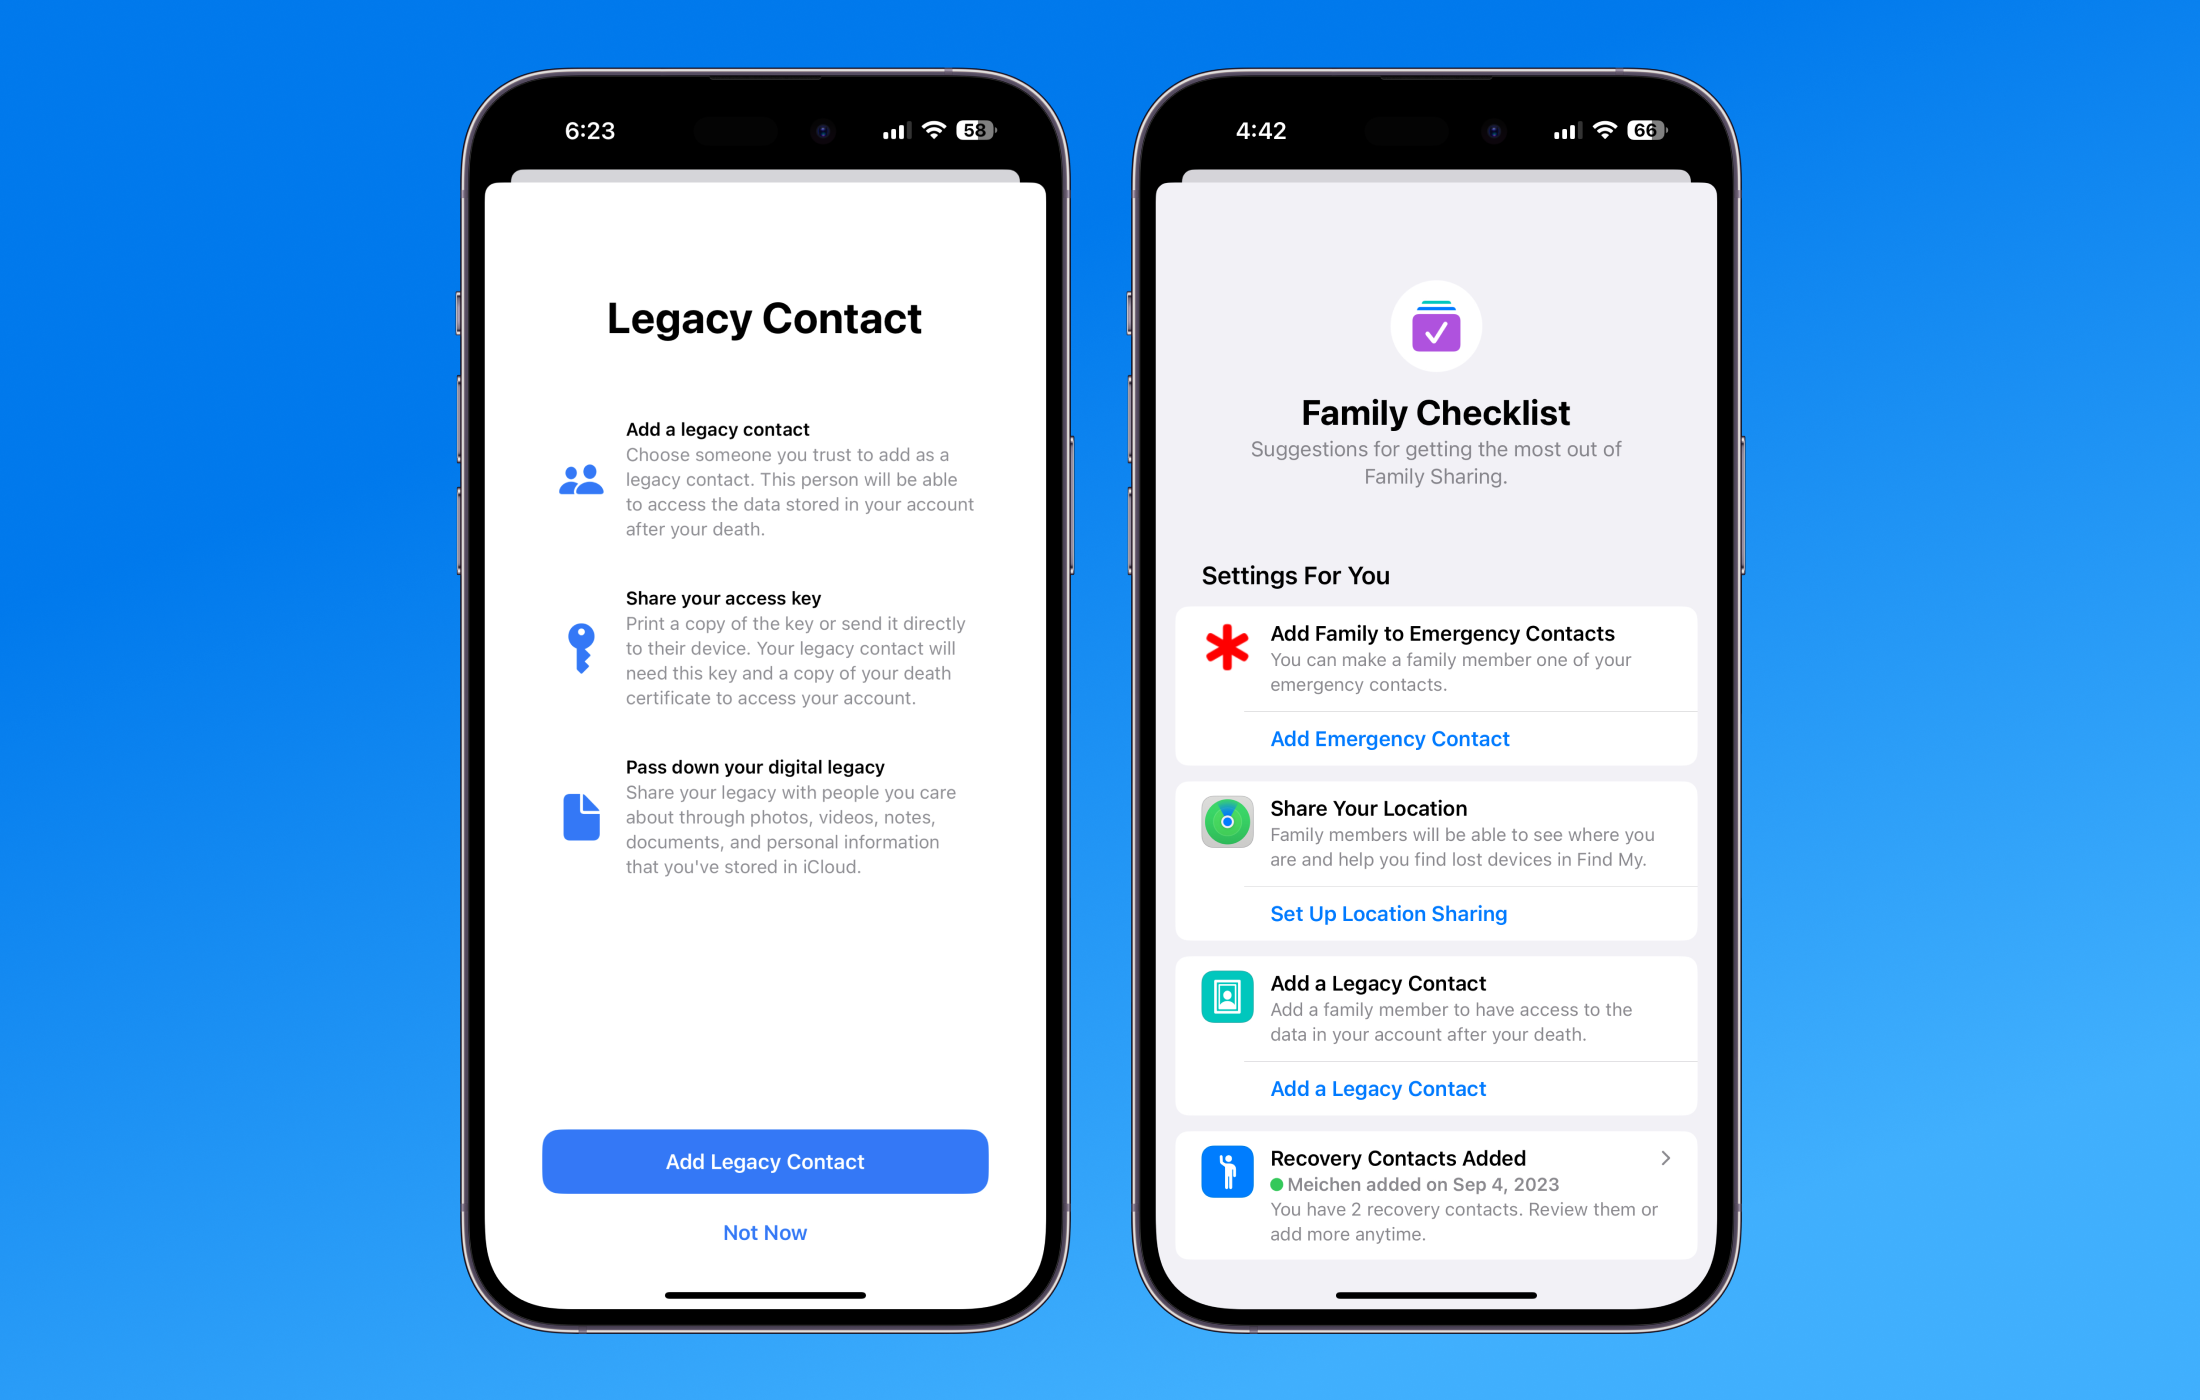 6:23
58
Legacy Contact
Add a legacy contact
Choose someone you trust to add as a
legacy contact. This person will be able
to access the data stored in your account
after your death.
Share your access key
Print a copy of the key or send it directly
to their device. Your legacy contact will
need this key and a copy of your death
certificate to access your account.
Pass down your digital legacy
Share your legacy with people you care
about through photos, videos, notes,
documents, and personal information
that you've stored in iCloud.
Add Legacy Contact
Not Now
4:42
66
Family Checklist
Suggestions for getting the most out of
Family Sharing.
Settings For You
Add Family to Emergency Contacts
You can make a family member one of your
emergency contacts.
Add Emergency Contact
Share Your Location
Family members will be able to see where you
are and help you find lost devices in Find My.
Set Up Location Sharing
Add a Legacy Contact
Add a family member to have access to the
data in your account after your death.
Add a Legacy Contact
Recovery Contacts Added
Meichen added on Sep 4, 2023
You have 2 recovery contacts. Review them or
add more anytime.